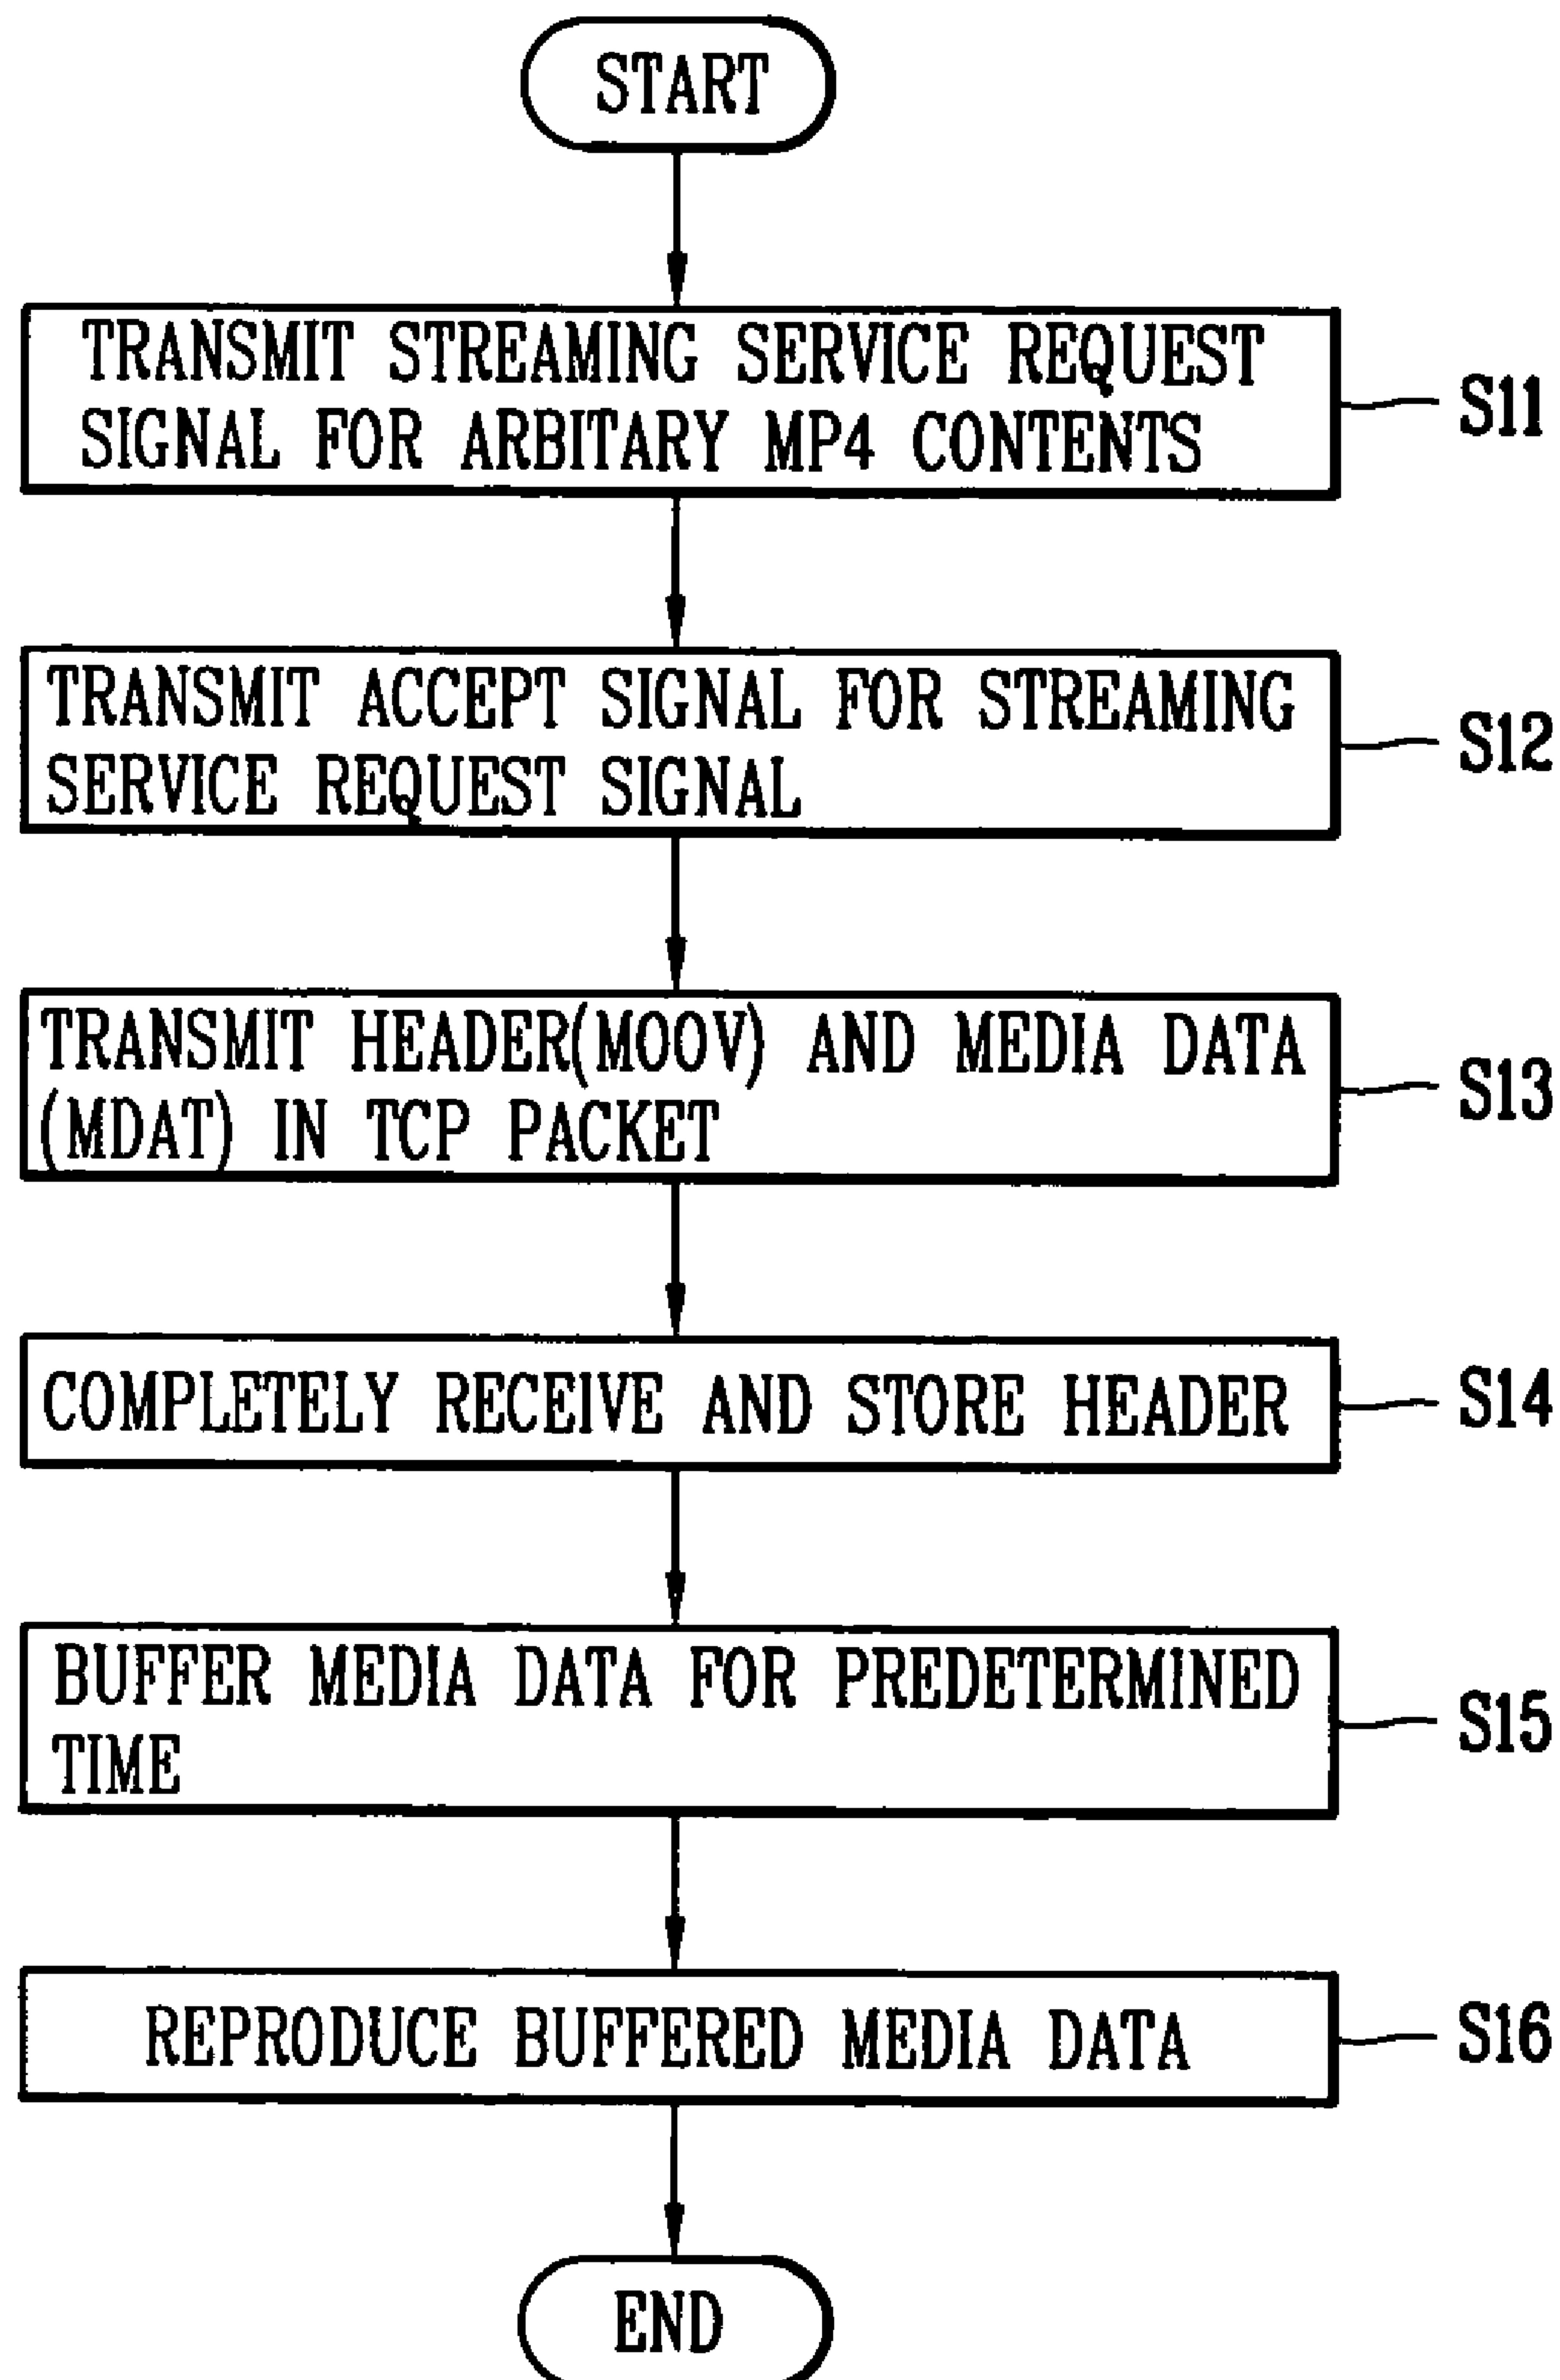 START
TRANSMIT STREAMING SERVICE REQUEST
SIGNAL FOR ARBITARY MP4 CONTENTS
S11
TRANSMIT ACCEPT SIGNAL FOR STREAMING
SERVICE REQUEST SIGNAL
S12
TRANSMIT HEADER(MOOV) AND MEDIA DATA
(MDAT) IN TCP PACKET
S13
COMPLETELY RECEIVE AND STORE HEADER
S14
BUFFER MEDIA DATA FOR PREDETERMINED
TIME
S15
REPRODUCE BUFFERED MEDIA DATA
S16
END